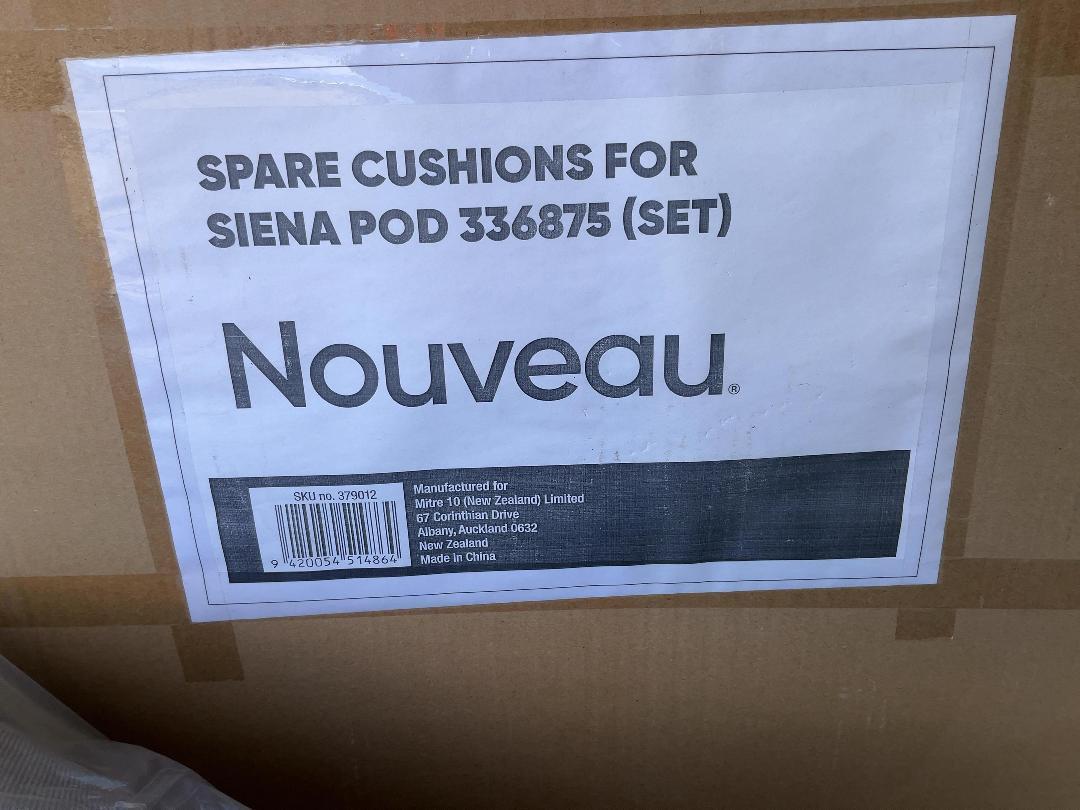 SPARE CUSHIONS FOR
SIENA POD 336875 (SET)
Nouveau®
SKU no. 379012
9 420054 514864
Manufactured for
Mitre 10 (New Zealand) Limited
67 Corinthian Drive
Albany, Auckland 0632
New Zealand
Made in China